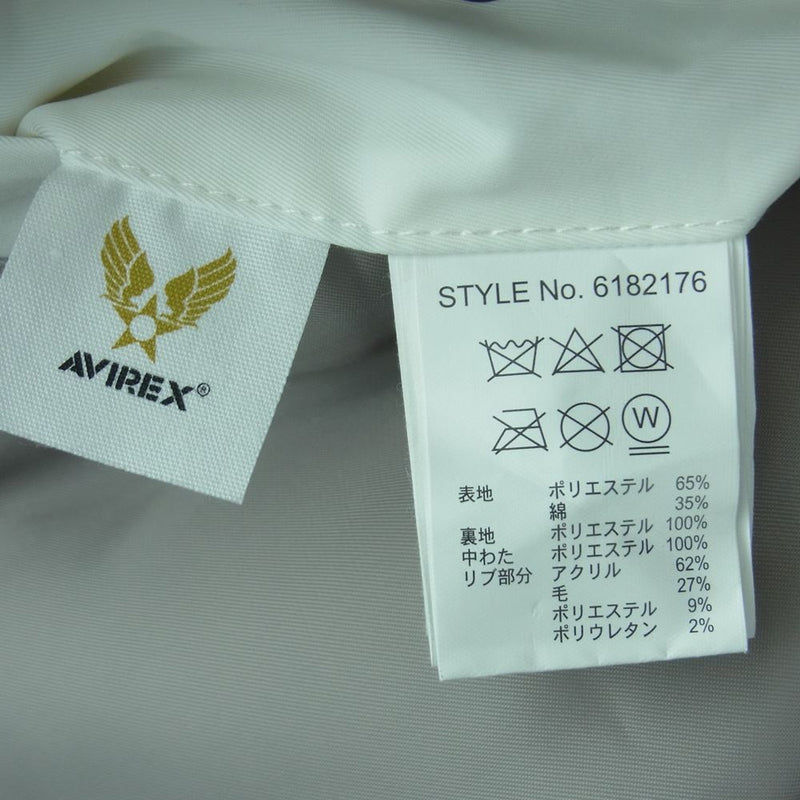 AVIREX®
STYLE No. 6182176
W
表地 ポリエステル 65%
綿 35%
裏地 ポリエステル 100%
中わた ポリエステル 100%
リブ部分 アクリル 62%
毛 27%
ポリエステル 9%
ポリウレタン 2%